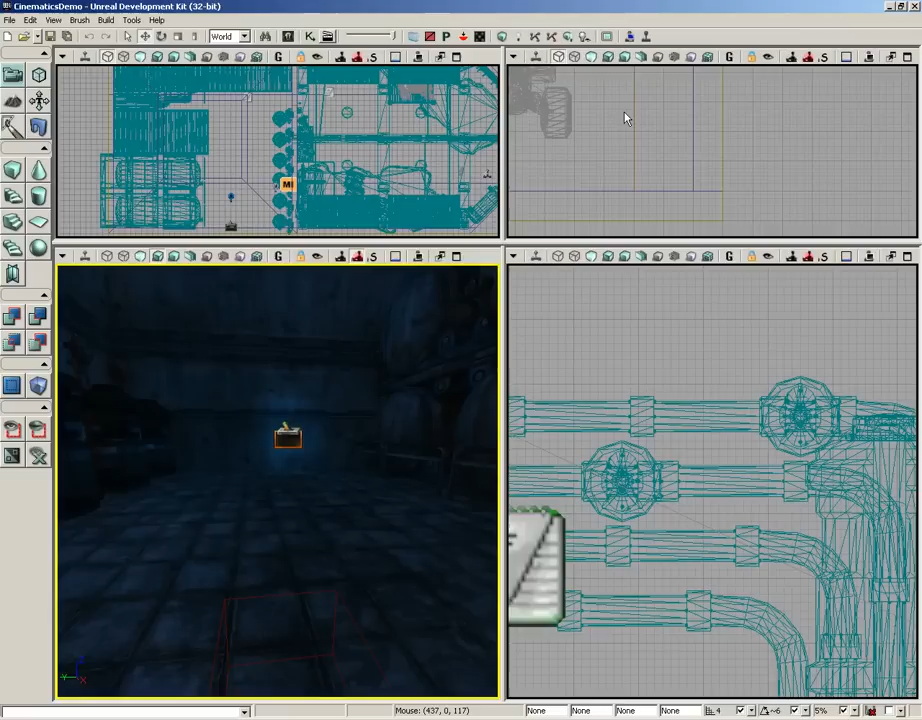 CinematicsDemo - Unreal Development Kit (32-bit)
File Edit View Brush Build Tools Help
World
G
G
MI
G
G
Mouse: (437, 0, 117)
None None None None
4
5%